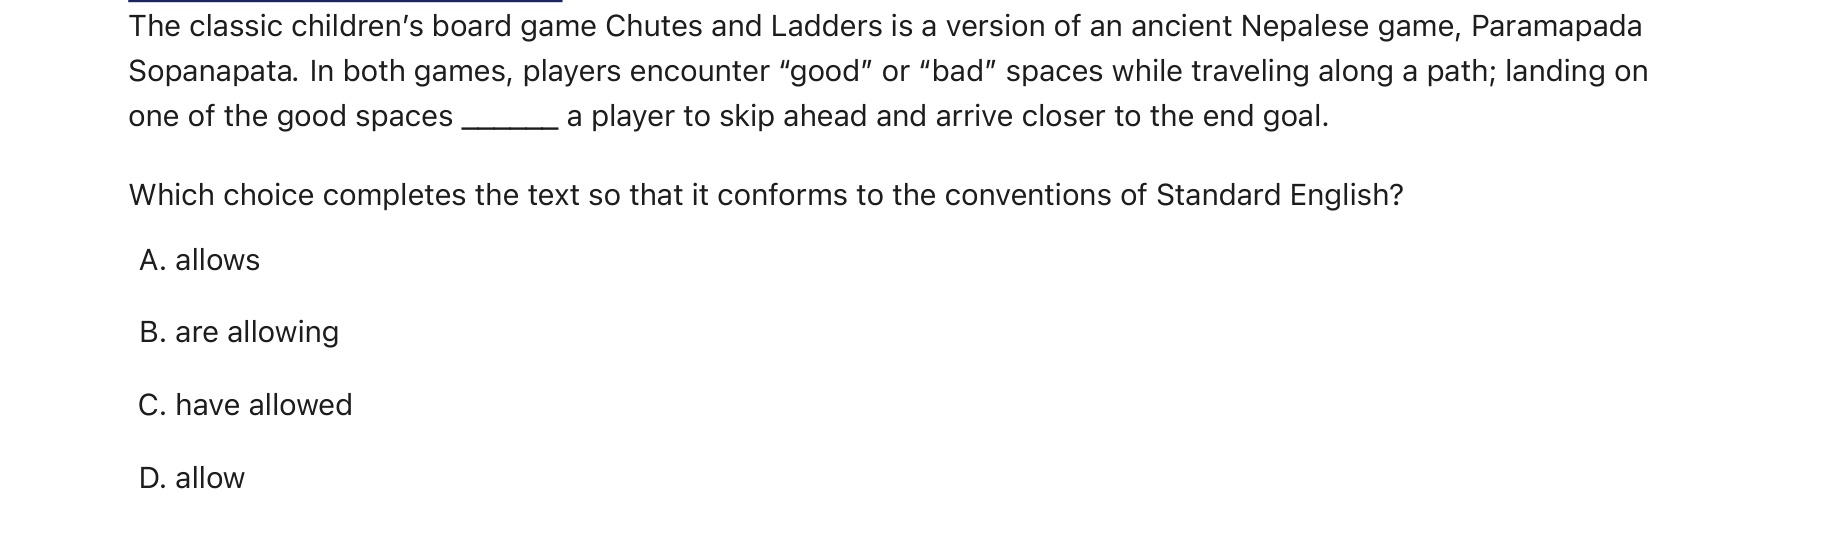 The classic children’s board game Chutes and Ladders is a version of an ancient Nepalese game, Paramapada
Sopanapata. In both games, players encounter “good” or “bad” spaces while traveling along a path; landing on
one of the good spaces ______ a player to skip ahead and arrive closer to the end goal.
Which choice completes the text so that it conforms to the conventions of Standard English?
A. allows
B. are allowing
C. have allowed
D. allow